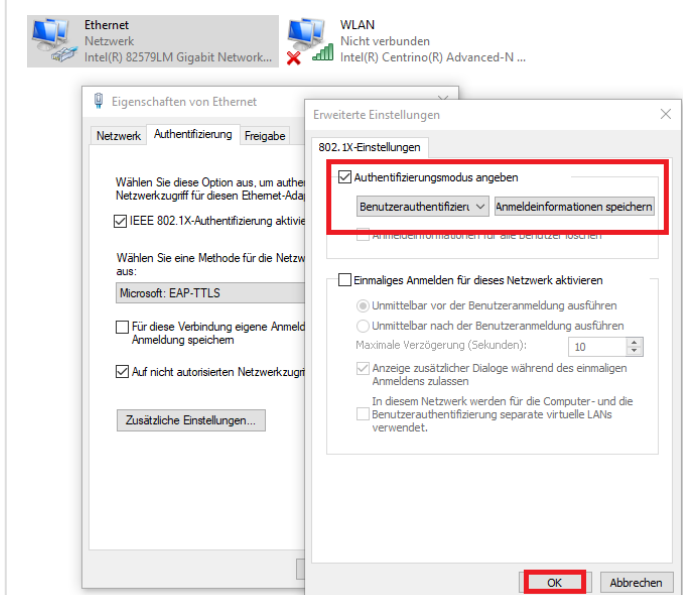 Ethernet
Netzwerk
Intel(R) 82579LM Gigabit Network...
WLAN
Nicht verbunden
Intel(R) Centrino(R) Advanced-N ...
Eigenschaften von Ethernet
Netzwerk Authentifizierung Freigabe
Wählen Sie diese Option aus, um authe
Netzwerkzugriff für diesen Ethernet-Ada
IEEE 802.1X-Authentifizierung aktivie
Wählen Sie eine Methode für die Netzw
aus:
Microsoft: EAP-TTLS
Für diese Verbindung eigene Anmeld
Anmeldung speichern
Auf nicht autorisierten Netzwerkzugri
Zusätzliche Einstellungen...
Erweiterte Einstellungen
802.1X-Einstellungen
Authentifizierungsmodus angeben
Benutzerauthentifizieru Anmeldeinformationen speichern
Anmeldeinformationen für alle Benutzer löschen
Einmaliges Anmelden für dieses Netzwerk aktivieren
Unmittelbar vor der Benutzeranmeldung ausführen
Unmittelbar nach der Benutzeranmeldung ausführen
Maximale Verzögerung (Sekunden): 10
Anzeige zusätzlicher Dialoge während des einmaligen
Anmeldens zulassen
In diesem Netzwerk werden für die Computer- und die
Benutzerauthentifizierung separate virtuelle LANs
verwendet.
OK Abbrechen